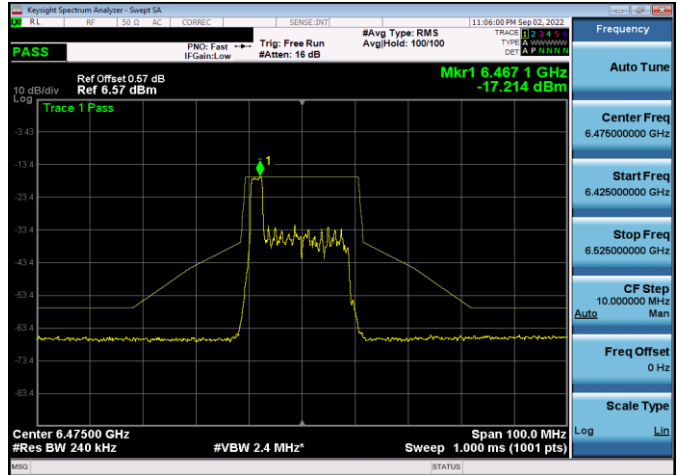 Keysight Spectrum Analyzer - Swept SA
RL RF 50 Ω AC CORREC SENSE:INT 11:06:00 PM Sep 02, 2022
PASS
PNO: Fast
IFGain:Low
Trig: Free Run
#Atten: 16 dB
#Avg Type: RMS
Avg|Hold: 100/100
TRACE 1 2 3 4 5 6
TYPE A WWWWW
DET A P N N N N
Ref Offset 0.57 dB
10 dB/div Ref 6.57 dBm
Log
Mkr1 6.467 1 GHz
-17.214 dBm
Trace 1 Pass
1
-3.43
-13.4
-23.4
-33.4
-43.4
-53.4
-63.4
-73.4
-83.4
Center 6.47500 GHz
#Res BW 240 kHz
#VBW 2.4 MHz*
Span 100.0 MHz
Sweep 1.000 ms (1001 pts)
MSG
STATUS
Frequency
Auto Tune
Center Freq
6.475000000 GHz
Start Freq
6.425000000 GHz
Stop Freq
6.525000000 GHz
CF Step
10.000000 MHz
Auto Man
Freq Offset
0 Hz
Scale Type
Log Lin